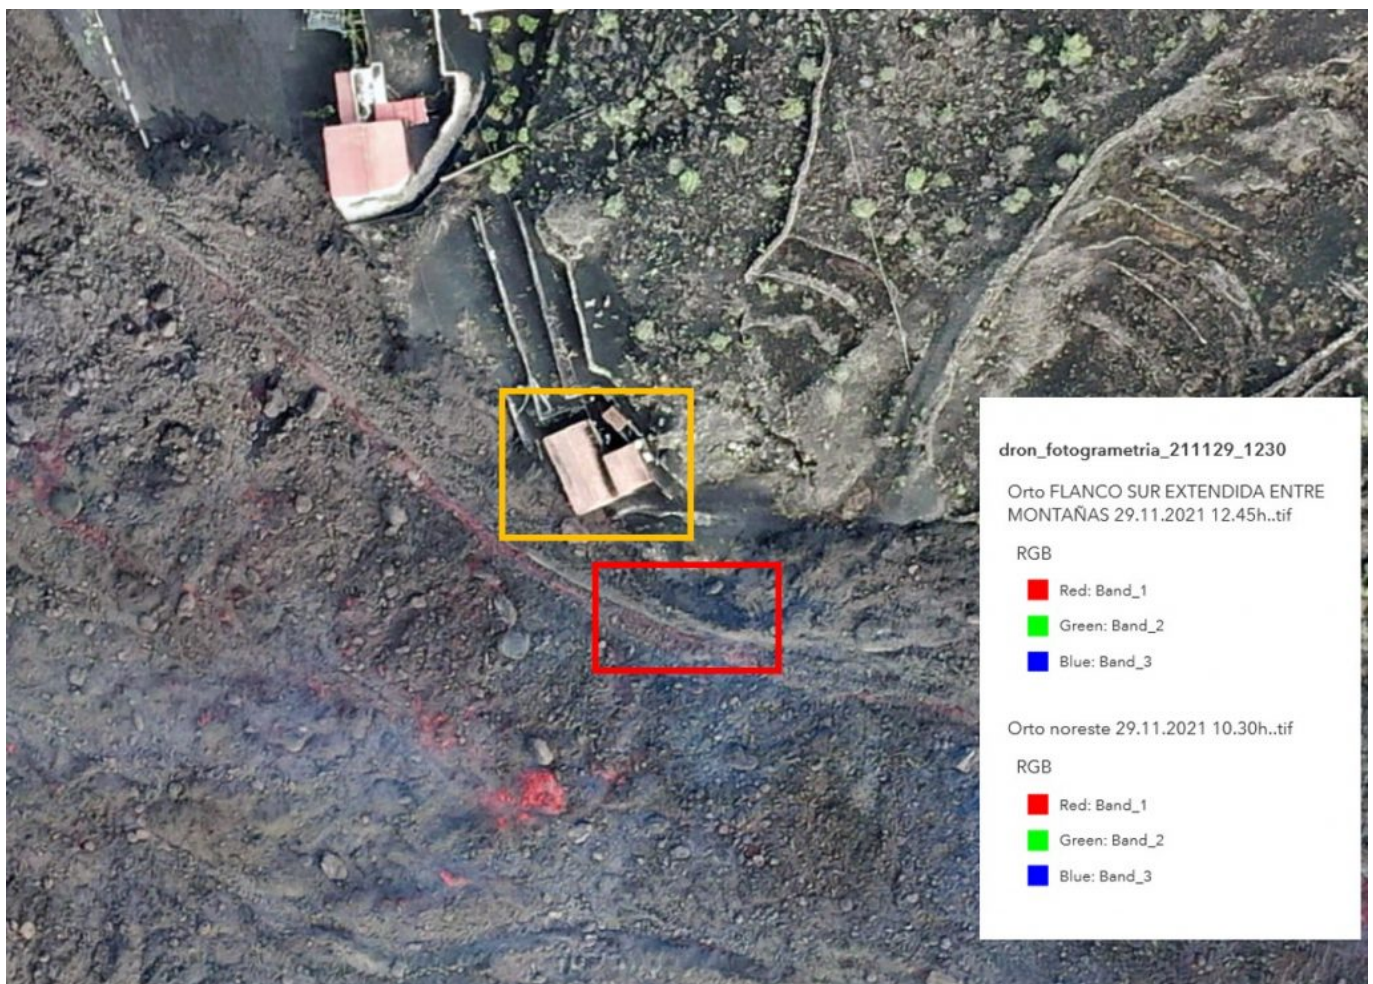 dron_fotogrametria_211129_1230
Orto FLANCO SUR EXTENDIDA ENTRE
MONTAÑAS 29.11.2021 12.45h..tif
RGB
Red: Band_1
Green: Band_2
Blue: Band_3
Orto noreste 29.11.2021 10.30h..tif
RGB
Red: Band_1
Green: Band_2
Blue: Band_3